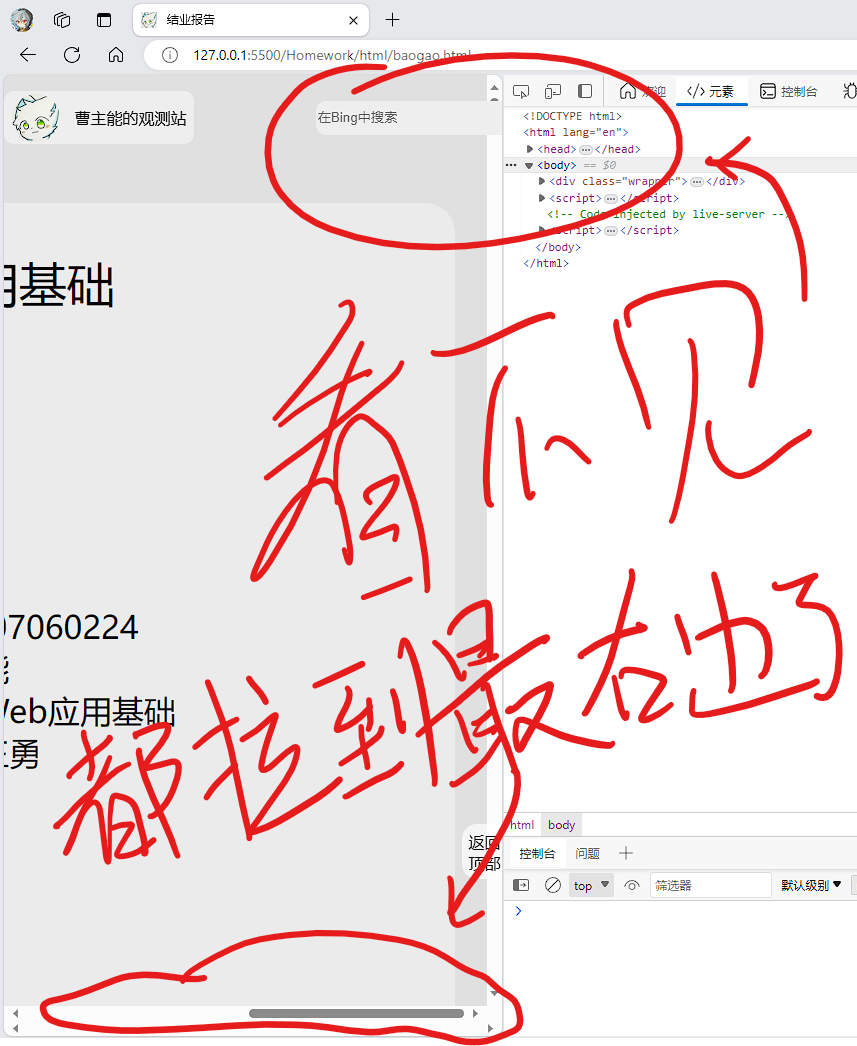 结业报告
127.0.0.1:5500/Homework/html/baogao.html
曹主能的观测站
在Bing中搜索
欢迎
元素
控制台
<!DOCTYPE html>
<html lang="en">
<head> … </head>
<body> == $0
<div class="wrapper"> … </div>
<script> … </script>
<!-- Code injected by live-server -->
<script> … </script>
</body>
</html>
用基础
看不见
07060224
能
Web应用基础
王勇
都拉到最右边了
返回
顶部
html body
控制台 问题
top
筛选器
默认级别